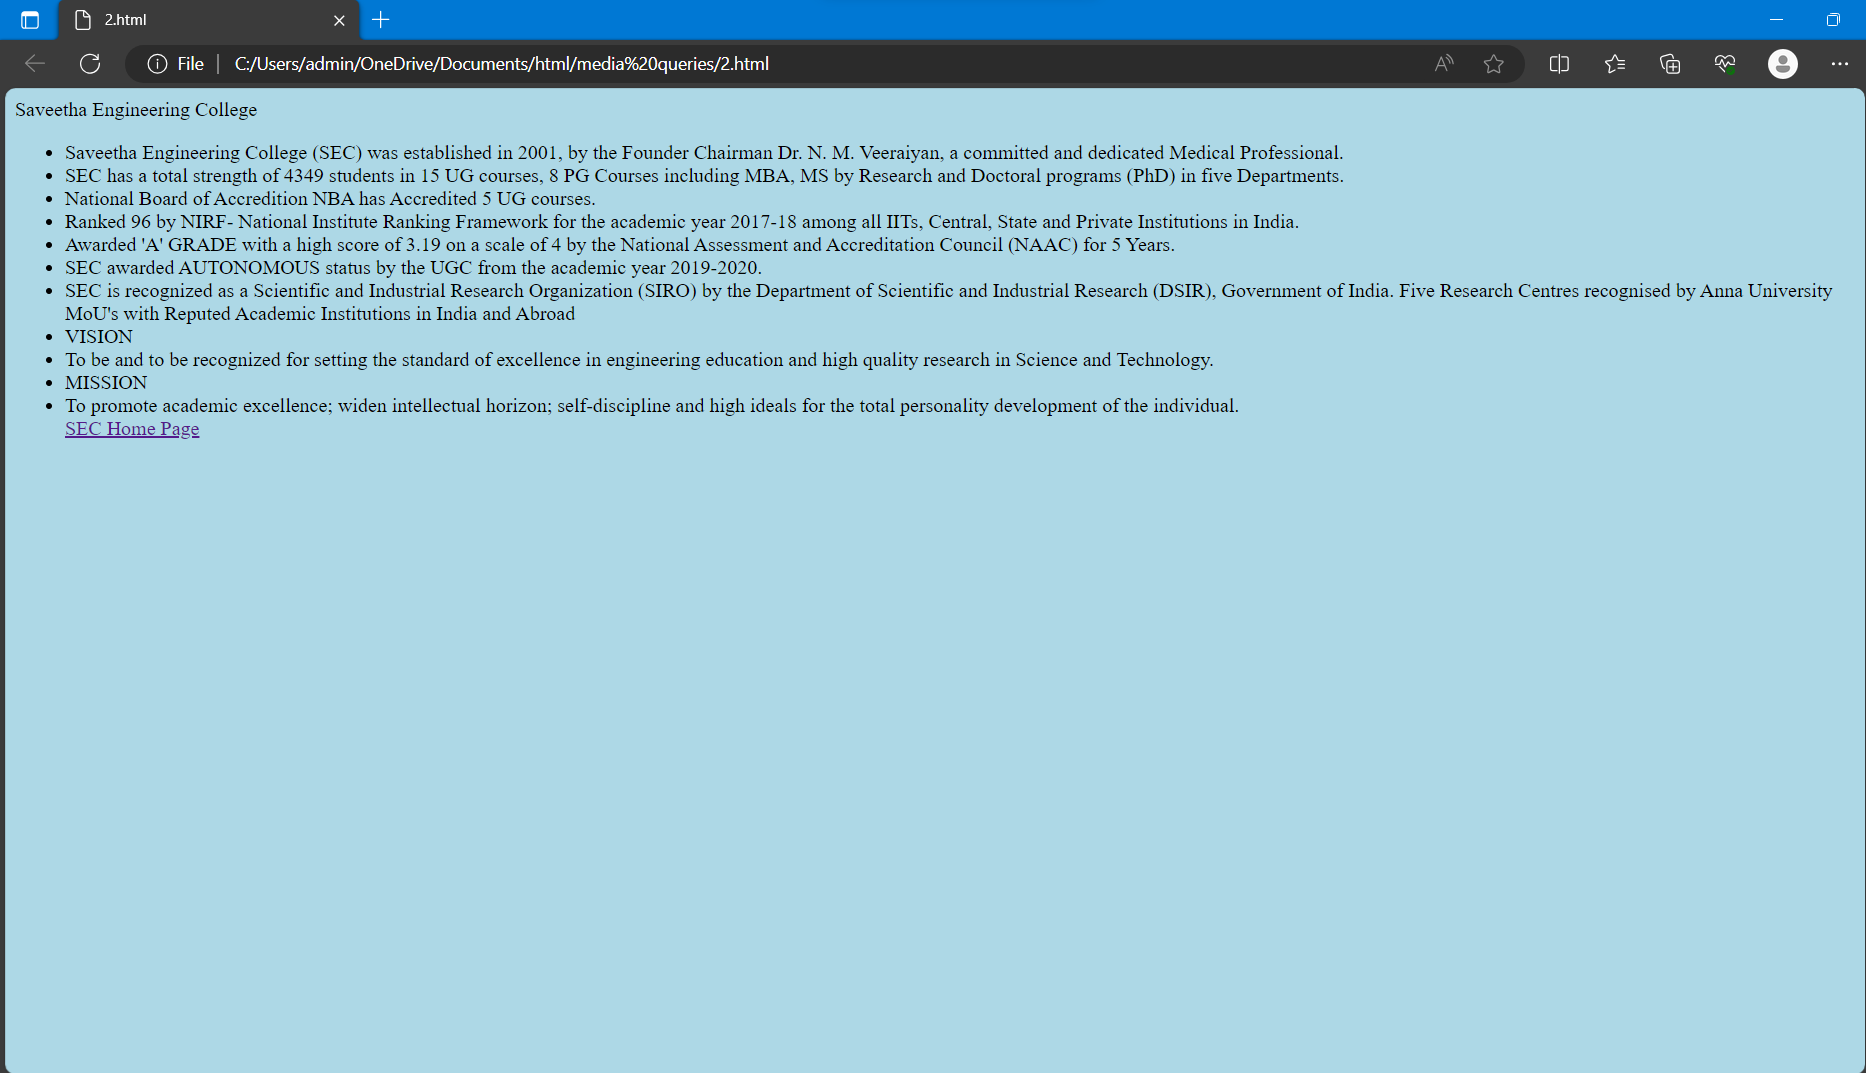 2.html
File
C:/Users/admin/OneDrive/Documents/html/media%20queries/2.html
Saveetha Engineering College
Saveetha Engineering College (SEC) was established in 2001, by the Founder Chairman Dr. N. M. Veeraiyan, a committed and dedicated Medical Professional.
SEC has a total strength of 4349 students in 15 UG courses, 8 PG Courses including MBA, MS by Research and Doctoral programs (PhD) in five Departments.
National Board of Accredition NBA has Accredited 5 UG courses.
Ranked 96 by NIRF- National Institute Ranking Framework for the academic year 2017-18 among all IITs, Central, State and Private Institutions in India.
Awarded 'A' GRADE with a high score of 3.19 on a scale of 4 by the National Assessment and Accreditation Council (NAAC) for 5 Years.
SEC awarded AUTONOMOUS status by the UGC from the academic year 2019-2020.
SEC is recognized as a Scientific and Industrial Research Organization (SIRO) by the Department of Scientific and Industrial Research (DSIR), Government of India. Five Research Centres recognised by Anna University
MoU's with Reputed Academic Institutions in India and Abroad
VISION
To be and to be recognized for setting the standard of excellence in engineering education and high quality research in Science and Technology.
MISSION
To promote academic excellence; widen intellectual horizon; self-discipline and high ideals for the total personality development of the individual.
SEC Home Page